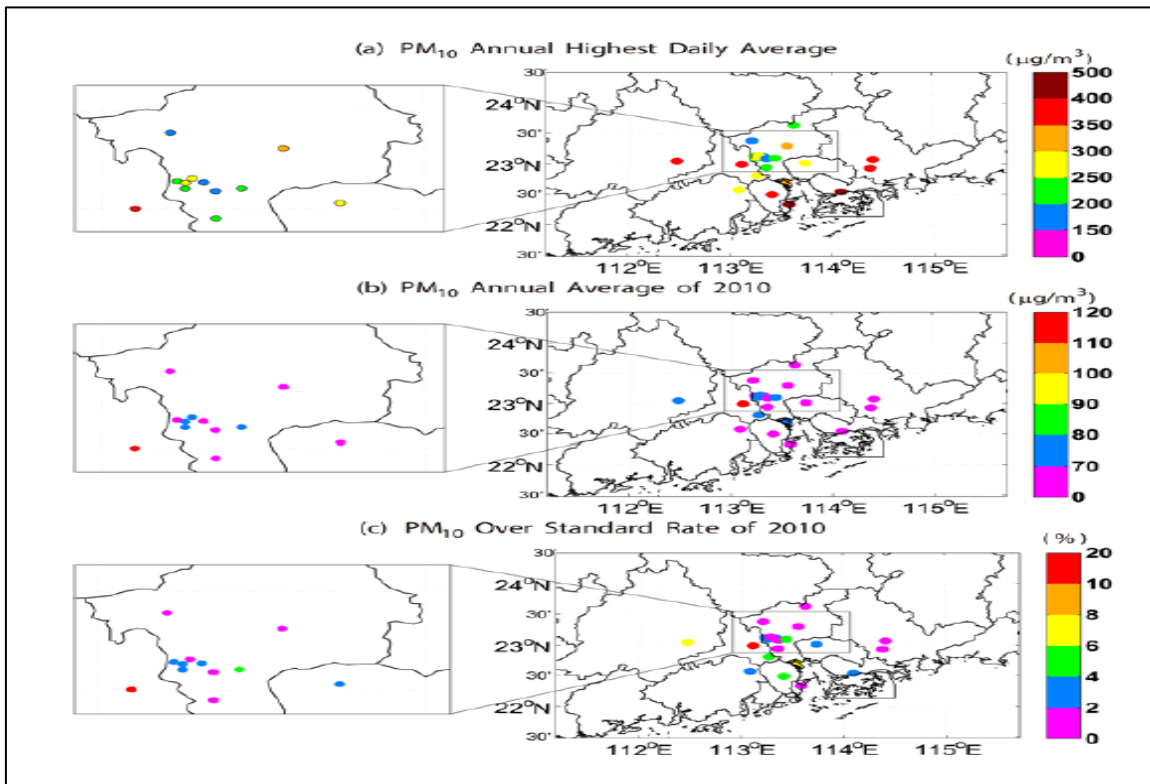 (a) PM10 Annual Highest Daily Average
(μg/m³)
30'
24°N
30'
23°N
30'
22°N
30'
112°E 113°E 114°E 115°E
500
400
350
300
250
200
150
0
(b) PM10 Annual Average of 2010
(μg/m³)
30'
24°N
30'
23°N
30'
22°N
30'
112°E 113°E 114°E 115°E
120
110
100
90
80
70
0
(c) PM10 Over Standard Rate of 2010
(%)
30'
24°N
30'
23°N
30'
22°N
30'
112°E 113°E 114°E 115°E
20
10
8
6
4
2
0